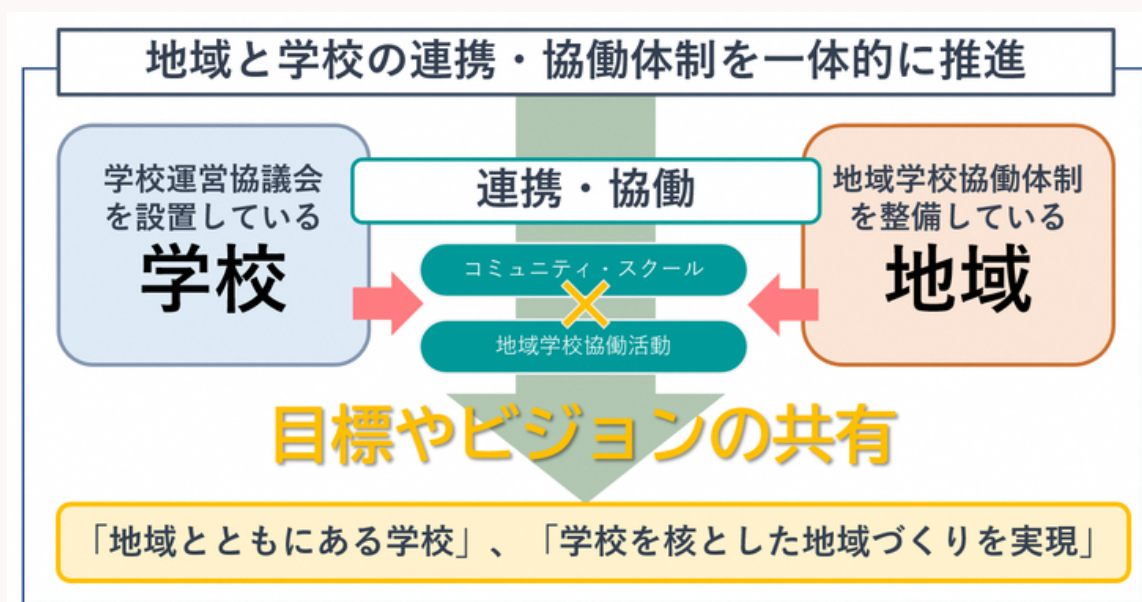 地域と学校の連携・協働体制を一体的に推進
学校運営協議会
を設置している
学校
連携・協働
コミュニティ・スクール
×
地域学校協働活動
地域学校協働体制
を整備している
地域
目標やビジョンの共有
「地域とともにある学校」、「学校を核とした地域づくりを実現」